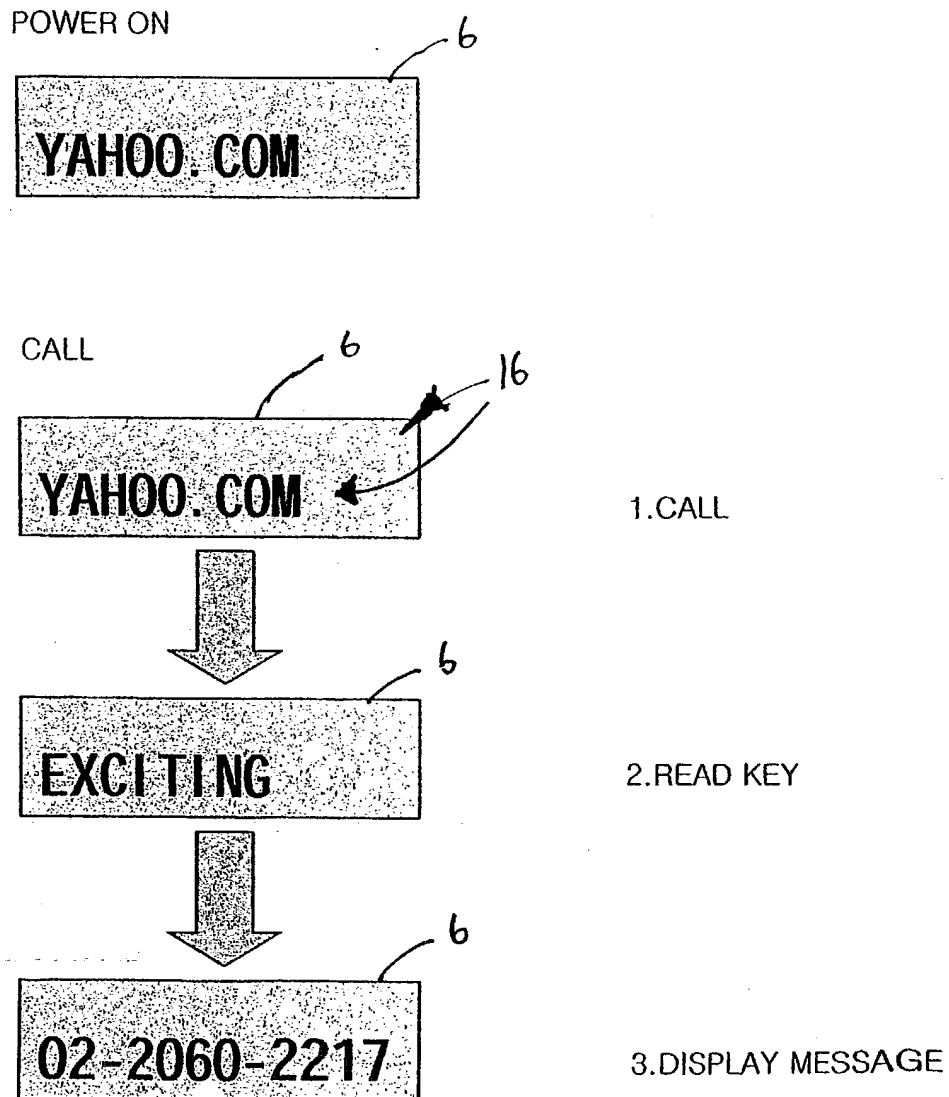 POWER ON
6
YAHOO.COM
CALL
6
16
YAHOO.COM
1.CALL
6
EXCITING
2.READ KEY
6
02-2060-2217
3.DISPLAY MESSAGE